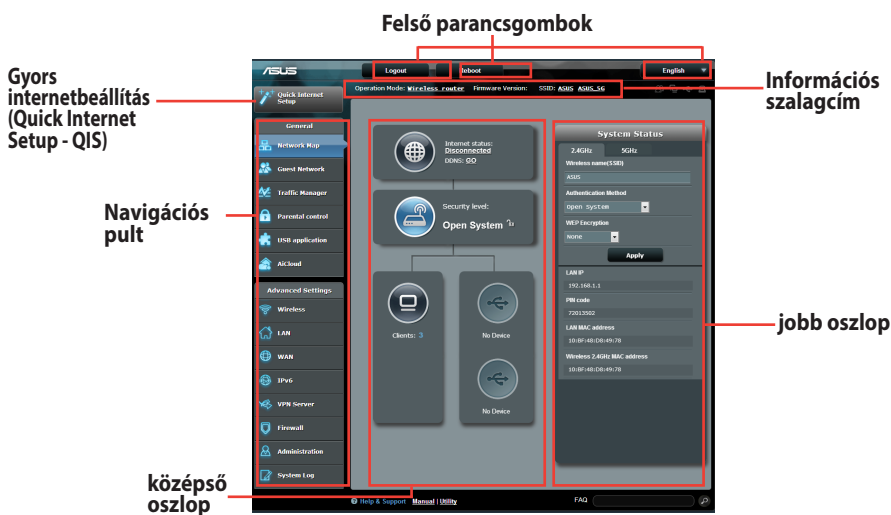 Felső parancsgombok
Gyors
internetbeállítás
(Quick Internet
Setup - QIS)
Információs
szalagcím
Navigációs
pult
jobb oszlop
középső
oszlop
ASUS
Logout
Reboot
English
Quick Internet
Setup
Operation Mode: Wireless router Firmware Version: SSID: ASUS ASUS_5G
General
Network Map
Guest Network
Traffic Manager
Parental control
USB application
AiCloud
Advanced Settings
Wireless
LAN
WAN
IPv6
VPN Server
Firewall
Administration
System Log
Internet status:
Disconnected
DDNS: GO
Security level:
Open System
Clients: 3
No Device
No Device
System Status
2.4GHz 5GHz
Wireless name(SSID)
ASUS
Authentication Method
Open System
WEP Encryption
None
Apply
LAN IP
192.168.1.1
PIN code
72013502
LAN MAC address
10:BF:48:D8:49:78
Wireless 2.4GHz MAC address
10:BF:48:D8:49:78
Help & Support Manual | Utility
FAQ